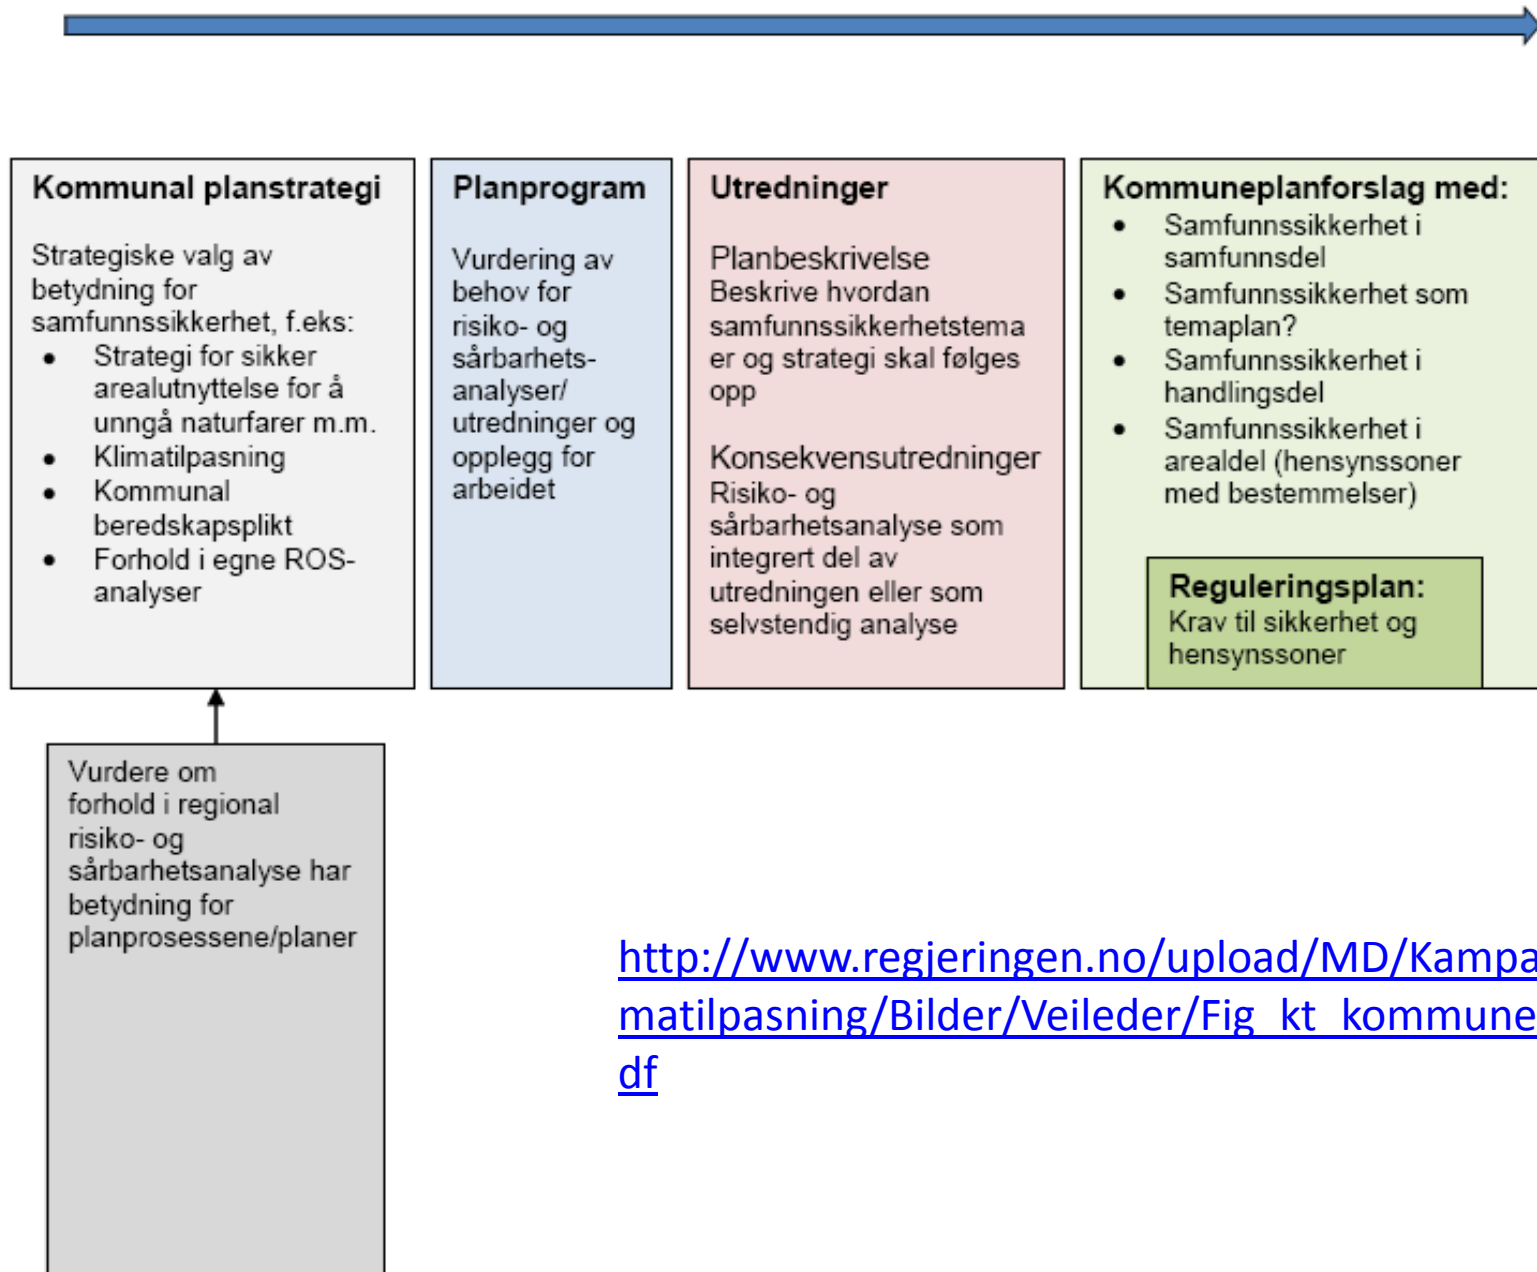 Kommunal planstrategi
Strategiske valg av
betydning for
samfunnssikkerhet, f.eks:
• Strategi for sikker
arealutnyttelse for å
unngå naturfarer m.m.
• Klimatilpasning
• Kommunal
beredskapsplikt
• Forhold i egne ROS-
analyser
Planprogram
Vurdering av
behov for
risiko- og
sårbarhets-
analyser/
utredninger og
opplegg for
arbeidet
Utredninger
Planbeskrivelse
Beskrive hvordan
samfunnssikkerhetstema
er og strategi skal følges
opp
Konsekvensutredninger
Risiko- og
sårbarhetsanalyse som
integrert del av
utredningen eller som
selvstendig analyse
Kommuneplanforslag med:
• Samfunnssikkerhet i
samfunnsdel
• Samfunnssikkerhet som
temaplan?
• Samfunnssikkerhet i
handlingsdel
• Samfunnssikkerhet i
arealdel (hensynssoner
med bestemmelser)
Reguleringsplan:
Krav til sikkerhet og
hensynssoner
Vurdere om
forhold i regional
risiko- og
sårbarhetsanalyse har
betydning for
planprosessene/planer
http://www.regjeringen.no/upload/MD/Kampa
matilpasning/Bilder/Veileder/Fig_kt_kommune
df